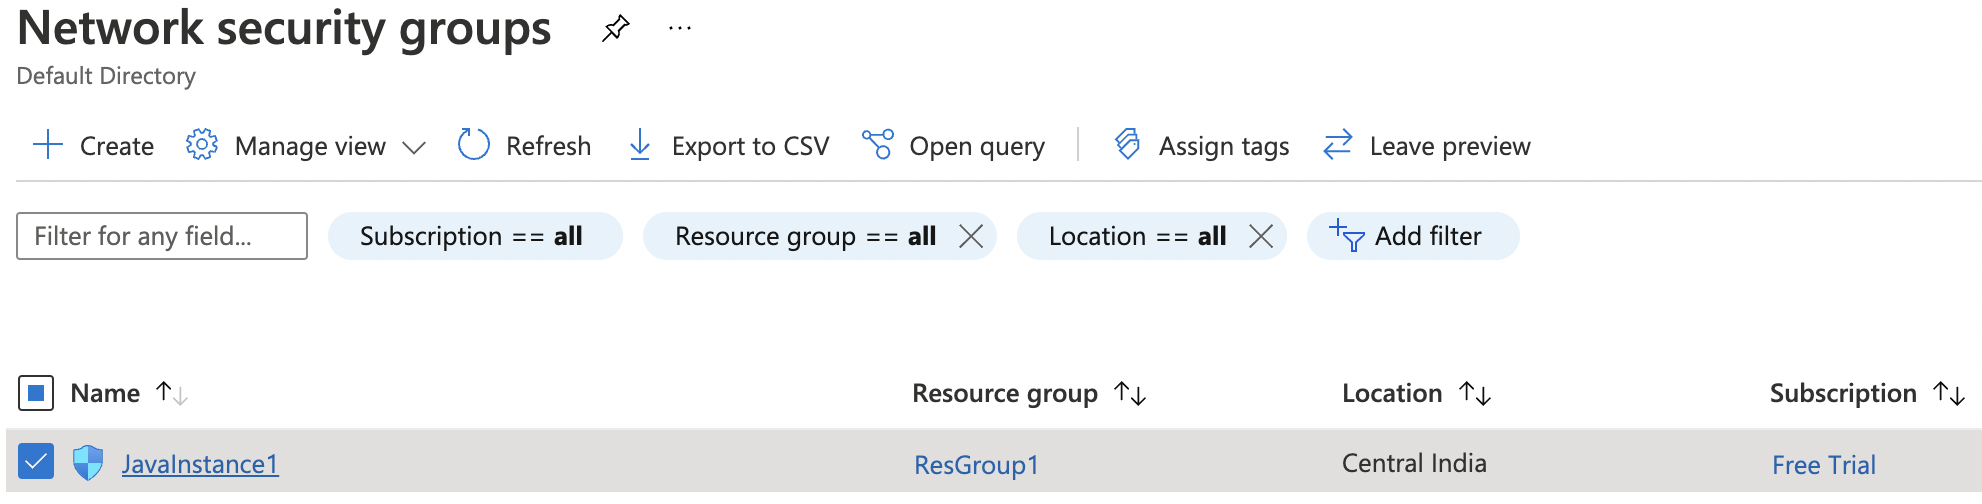 Network security groups ...
Default Directory
Create Manage view Refresh Export to CSV Open query Assign tags Leave preview
Filter for any field... Subscription == all Resource group == all Location == all Add filter
Name Resource group Location Subscription
JavaInstance1 ResGroup1 Central India Free Trial